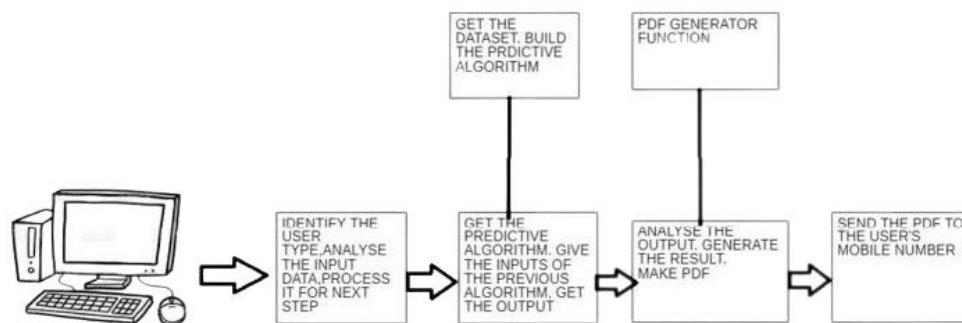 GET THE
DATASET. BUILD
THE PRDICTIVE
ALGORITHM
PDF GENERATOR
FUNCTION
IDENTIFY THE
USER
TYPE,ANALYSE
THE INPUT
DATA,PROCESS
IT FOR NEXT
STEP
GET THE
PREDICTIVE
ALGORITHM. GIVE
THE INPUTS OF
THE PREVIOUS
ALGORITHM, GET
THE OUTPUT
ANALYSE THE
OUTPUT. GENERATE
THE RESULT.
MAKE PDF
SEND THE PDF TO
THE USER'S
MOBILE NUMBER